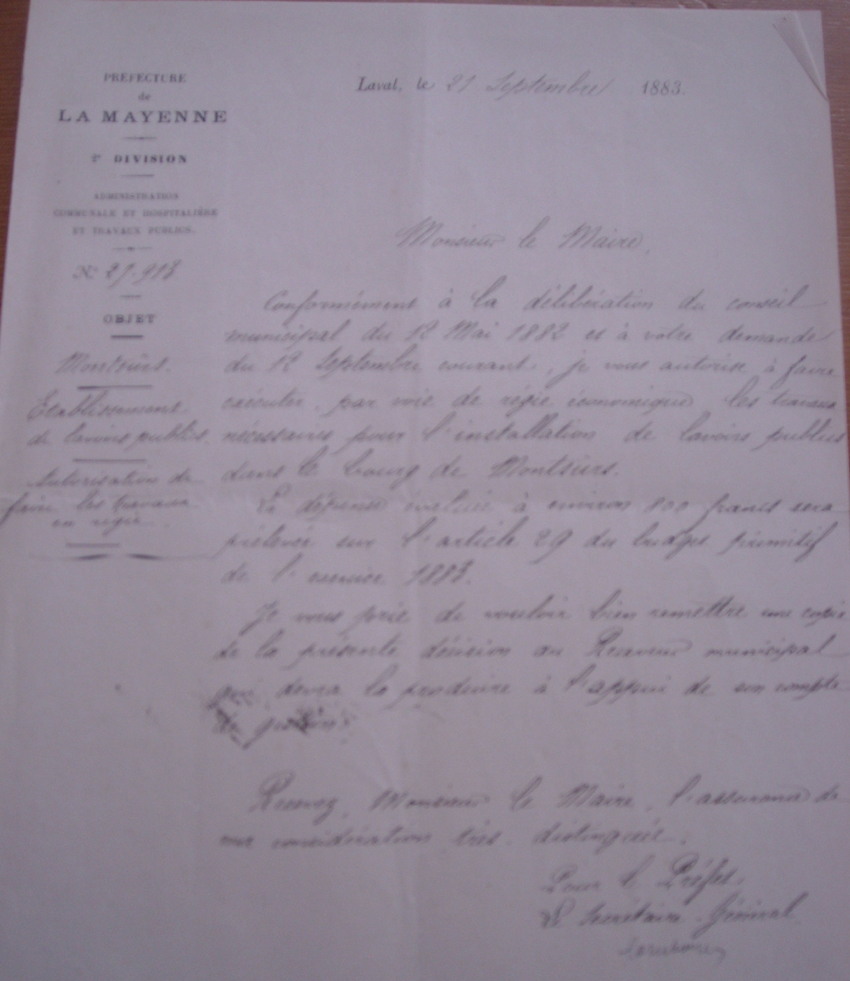 PRÉFECTURE
de
LA MAYENNE
2e DIVISION
ADMINISTRATION
COMMUNALE ET HOSPITALIÈRE
ET TRAVAUX PUBLICS.
N° 27.918
OBJET
Montsûrs.
Etablissement
de lavoirs publics.
Autorisation de
faire les travaux
en régie
Laval, le 21 Septembre 1883.
Monsieur le Maire,
Conformément à la délibération du conseil
municipal du 12 Mai 1882 et à votre demande
du 12 Septembre courant, je vous autorise à faire
exécuter, par voie de régie économique les travaux
nécessaires pour l'installation de lavoirs publics
dans le bourg de Montsûrs.
La dépense évaluée à environ 800 francs sera
prélevée sur l'article 29 du budget primitif
de l'exercice 1883.
Je vous prie de vouloir bien remettre une copie
de la présente décision au Receveur municipal
qui devra la produire à l'appui de son compte
de gestion.
Recevez, Monsieur le Maire, l'assurance de
ma considération très distinguée.
Pour le Préfet,
Le Secrétaire Général